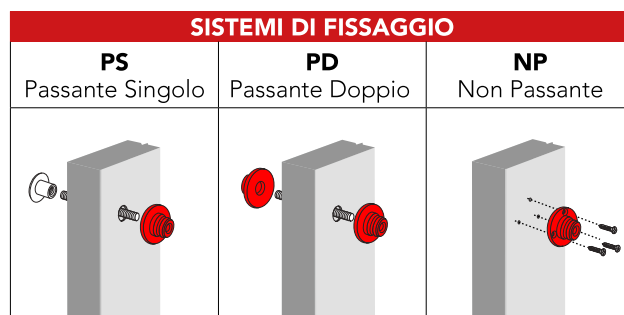 SISTEMI DI FISSAGGIO
PS
Passante Singolo
PD
Passante Doppio
NP
Non Passante